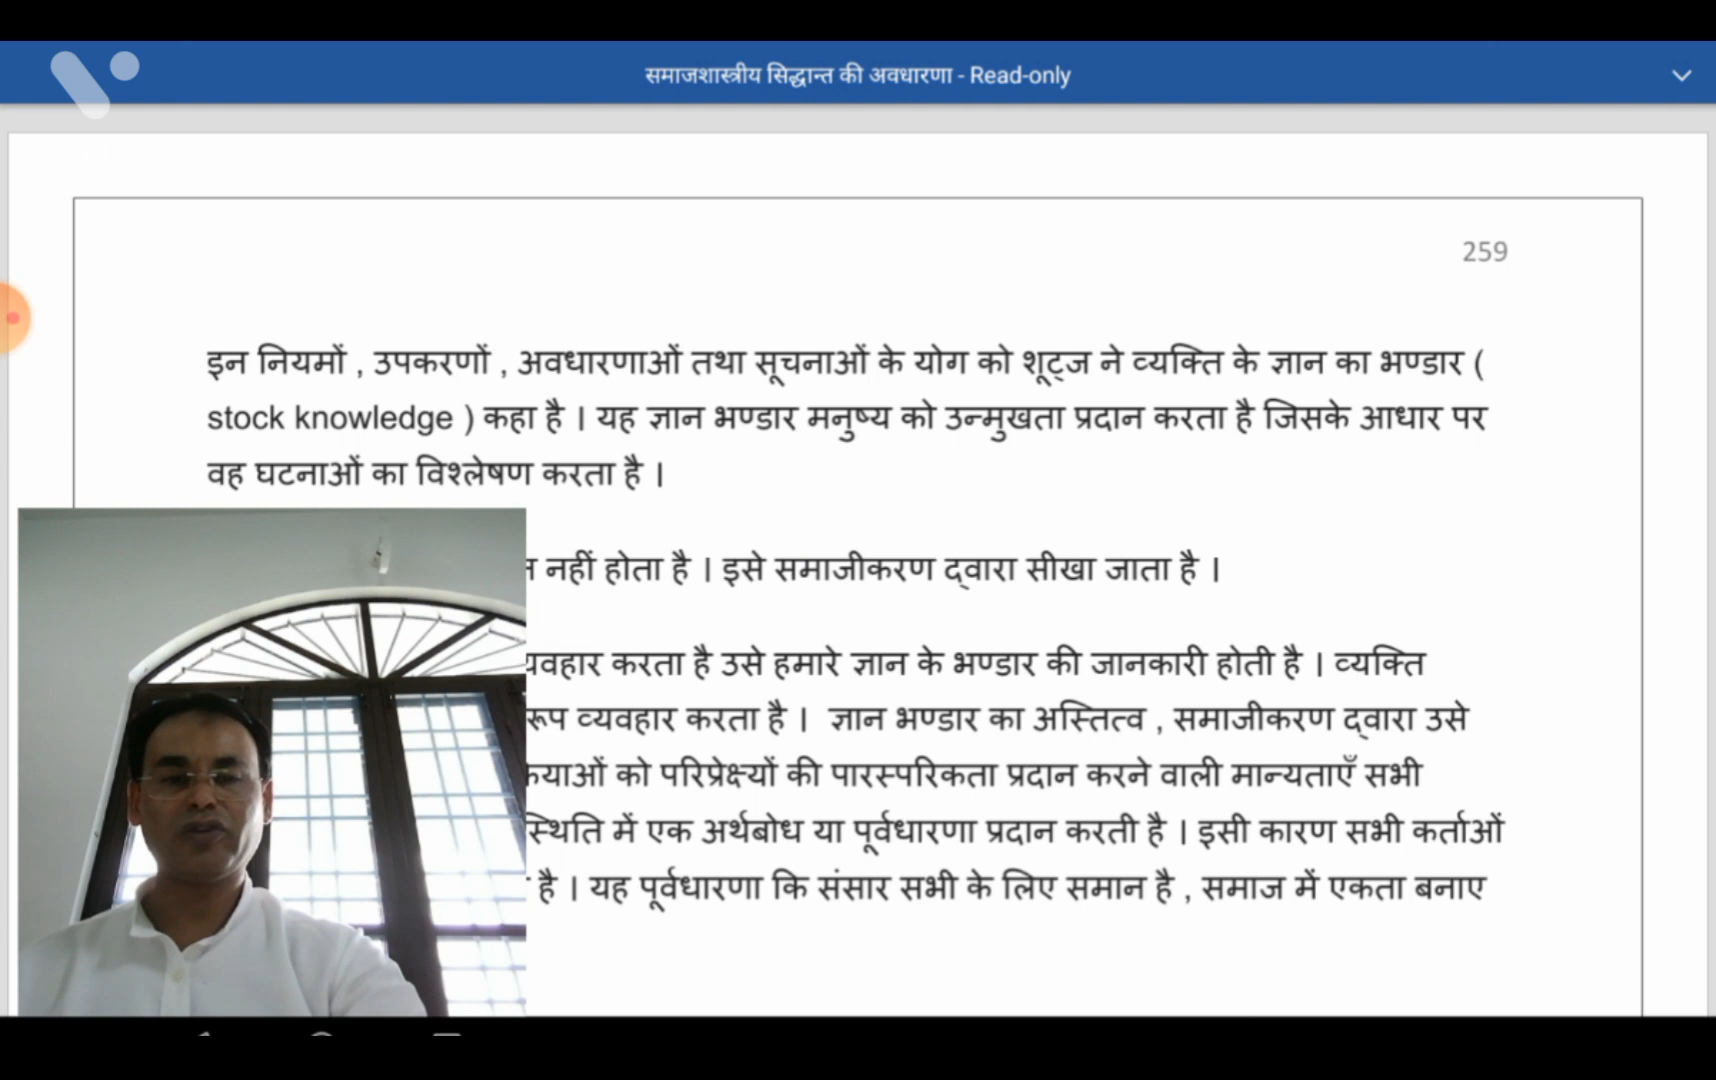 समाजशास्त्रीय सिद्धान्त की अवधारणा - Read-only
259
इन नियमों , उपकरणों , अवधारणाओं तथा सूचनाओं के योग को शूट्ज ने व्यक्ति के ज्ञान का भण्डार (
stock knowledge ) कहा है । यह ज्ञान भण्डार मनुष्य को उन्मुखता प्रदान करता है जिसके आधार पर
वह घटनाओं का विश्लेषण करता है ।
नहीं होता है । इसे समाजीकरण द्वारा सीखा जाता है ।
करता है उसे हमारे ज्ञान के भण्डार की जानकारी होती है । व्यक्ति
रूप व्यवहार करता है । ज्ञान भण्डार का अस्तित्व , समाजीकरण द्वारा उसे
को परिप्रेक्ष्यों की पारस्परिकता प्रदान करने वाली मान्यताएँ सभी
स्थिति में एक अर्थबोध या पूर्वधारणा प्रदान करती है । इसी कारण सभी कर्ताओं
है । यह पूर्वधारणा कि संसार सभी के लिए समान है , समाज में एकता बनाए